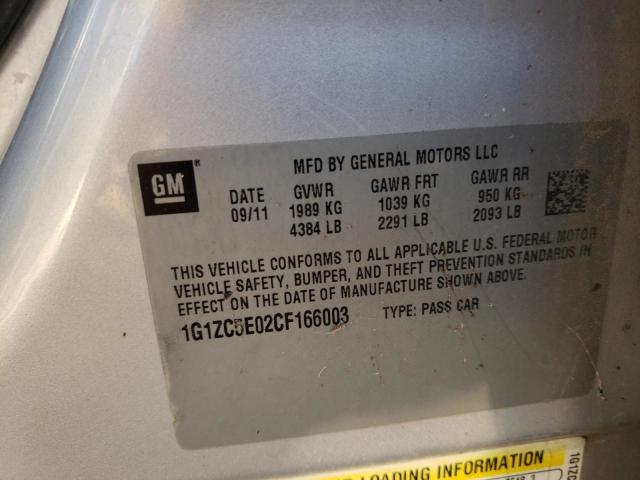 GM
MFD BY GENERAL MOTORS LLC
DATE GVWR GAWR FRT GAWR RR
09/11 1989 KG 1039 KG 950 KG
4384 LB 2291 LB 2093 LB
THIS VEHICLE CONFORMS TO ALL APPLICABLE U.S. FEDERAL MOTOR
VEHICLE SAFETY, BUMPER, AND THEFT PREVENTION STANDARDS IN
EFFECT ON THE DATE OF MANUFACTURE SHOWN ABOVE.
1G1ZC5E02CF166003 TYPE: PASS CAR
LOADING INFORMATION
1G1ZC